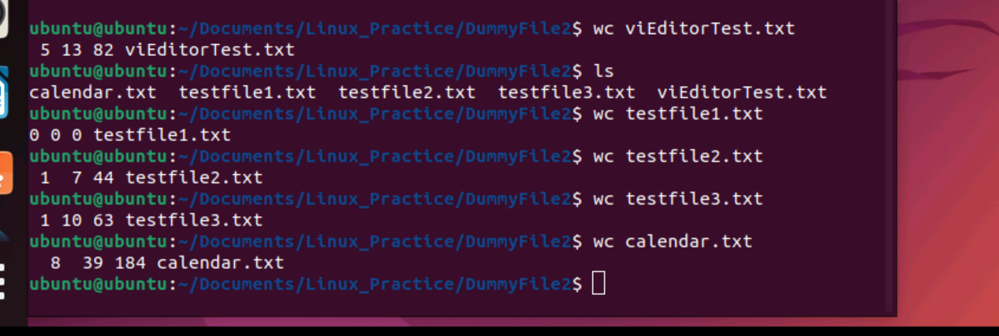 ubuntu@ubuntu:~/Documents/Linux_Practice/DummyFile2$ wc viEditorTest.txt
 5 13 82 viEditorTest.txt
ubuntu@ubuntu:~/Documents/Linux_Practice/DummyFile2$ ls
calendar.txt  testfile1.txt  testfile2.txt  testfile3.txt  viEditorTest.txt
ubuntu@ubuntu:~/Documents/Linux_Practice/DummyFile2$ wc testfile1.txt
0 0 0 testfile1.txt
ubuntu@ubuntu:~/Documents/Linux_Practice/DummyFile2$ wc testfile2.txt
 1  7 44 testfile2.txt
ubuntu@ubuntu:~/Documents/Linux_Practice/DummyFile2$ wc testfile3.txt
 1 10 63 testfile3.txt
ubuntu@ubuntu:~/Documents/Linux_Practice/DummyFile2$ wc calendar.txt
  8  39 184 calendar.txt
ubuntu@ubuntu:~/Documents/Linux_Practice/DummyFile2$